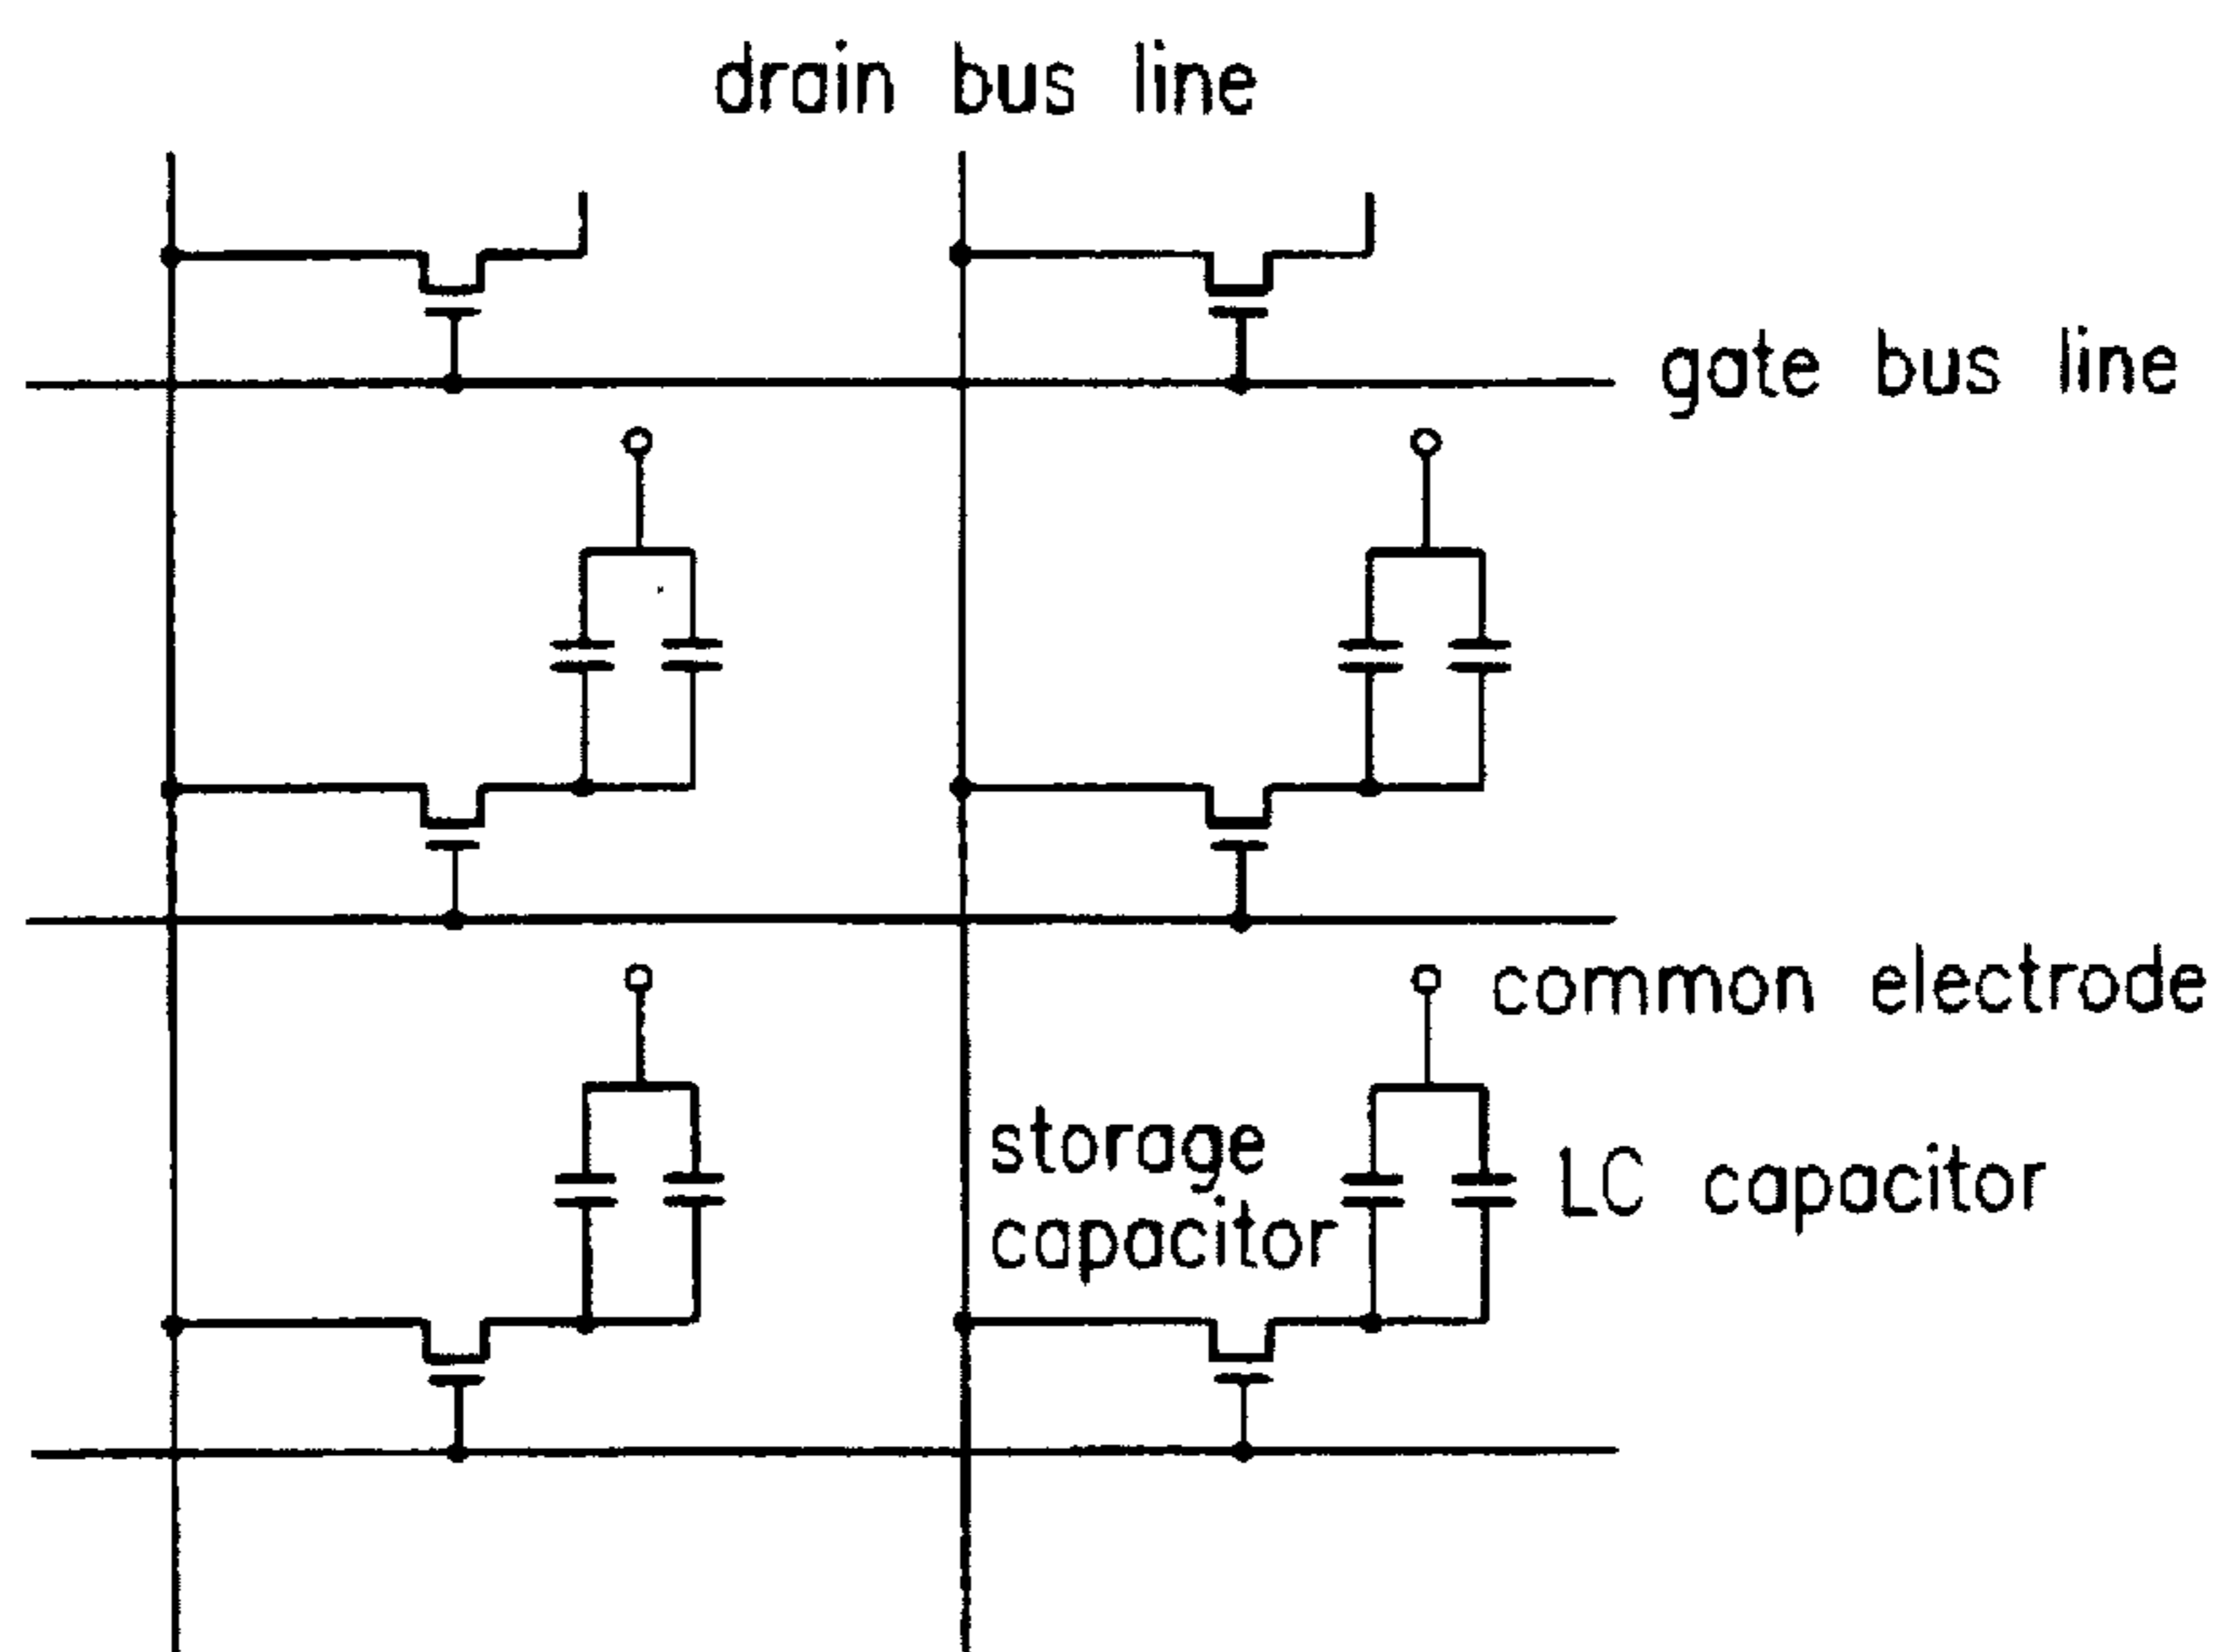 drain bus line
gate bus line
common electrode
storage
capacitor
LC capacitor